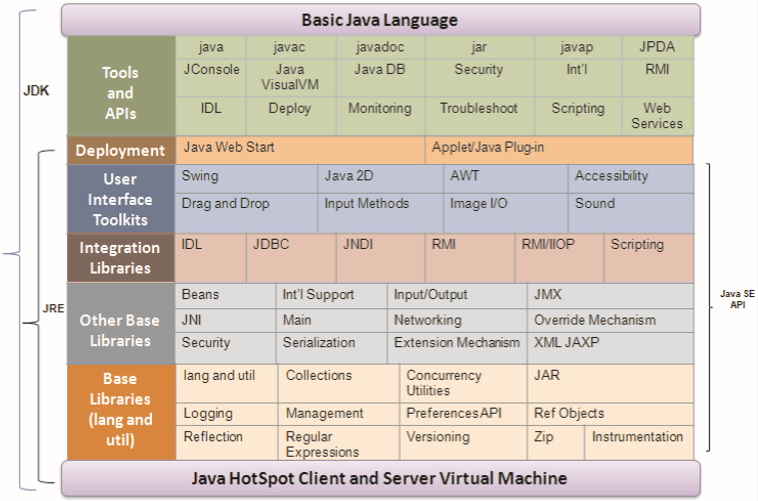 Basic Java Language
JDK
Tools
and
APIs
java javac javadoc jar javap JPDA
JConsole Java VisualVM Java DB Security Int'l RMI
IDL Deploy Monitoring Troubleshoot Scripting Web Services
Deployment
Java Web Start Applet/Java Plug-in
User
Interface
Toolkits
Swing Java 2D AWT Accessibility
Drag and Drop Input Methods Image I/O Sound
Integration
Libraries
IDL JDBC JNDI RMI RMI/IIOP Scripting
JRE
Java SE
API
Other Base
Libraries
Beans Int'l Support Input/Output JMX
JNI Main Networking Override Mechanism
Security Serialization Extension Mechanism XML JAXP
Base
Libraries
(lang and
util)
lang and util Collections Concurrency Utilities JAR
Logging Management Preferences API Ref Objects
Reflection Regular Expressions Versioning Zip Instrumentation
Java HotSpot Client and Server Virtual Machine